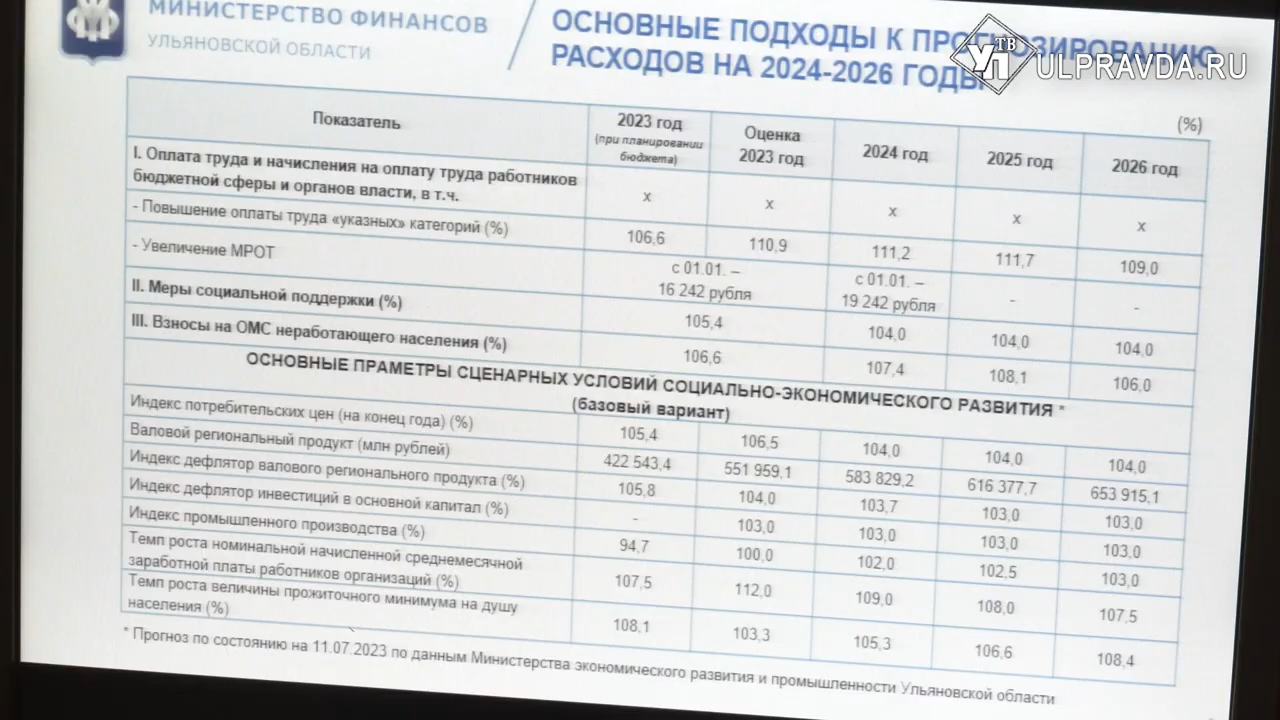 МИНИСТЕРСТВО ФИНАНСОВ
УЛЬЯНОВСКОЙ ОБЛАСТИ
ОСНОВНЫЕ ПОДХОДЫ К ПРОГНОЗИРОВАНИЮ
РАСХОДОВ НА 2024-2026 ГОДЫ
УП ТВ ULPRAVDA.RU
(%)
Показатель
2023 год
(при планировании
бюджета)
Оценка
2023 год
2024 год
2025 год
2026 год
I. Оплата труда и начисления на оплату труда работников
бюджетной сферы и органов власти, в т.ч.
x x x x x
- Повышение оплаты труда «указных» категорий (%)
106,6 110,9 111,2 111,7 109,0
- Увеличение МРОТ
с 01.01. –
16 242 рубля
с 01.01. –
19 242 рубля
- -
II. Меры социальной поддержки (%)
105,4 104,0 104,0 104,0
III. Взносы на ОМС неработающего населения (%)
106,6 107,4 108,1 106,0
ОСНОВНЫЕ ПРАМЕТРЫ СЦЕНАРНЫХ УСЛОВИЙ СОЦИАЛЬНО-ЭКОНОМИЧЕСКОГО РАЗВИТИЯ *
(базовый вариант)
Индекс потребительских цен (на конец года) (%)
105,4 106,5 104,0 104,0 104,0
Валовой региональный продукт (млн рублей)
422 543,4 551 959,1 583 829,2 616 377,7 653 915,1
Индекс дефлятор валового регионального продукта (%)
105,8 104,0 103,7 103,0 103,0
Индекс дефлятор инвестиций в основной капитал (%)
- 103,0 103,0 103,0 103,0
Индекс промышленного производства (%)
94,7 100,0 102,0 102,5 103,0
Темп роста номинальной начисленной среднемесячной
заработной платы работников организаций (%)
107,5 112,0 109,0 108,0 107,5
Темп роста величины прожиточного минимума на душу
населения (%)
108,1 103,3 105,3 106,6 108,4
* Прогноз по состоянию на 11.07.2023 по данным Министерства экономического развития и промышленности Ульяновской области